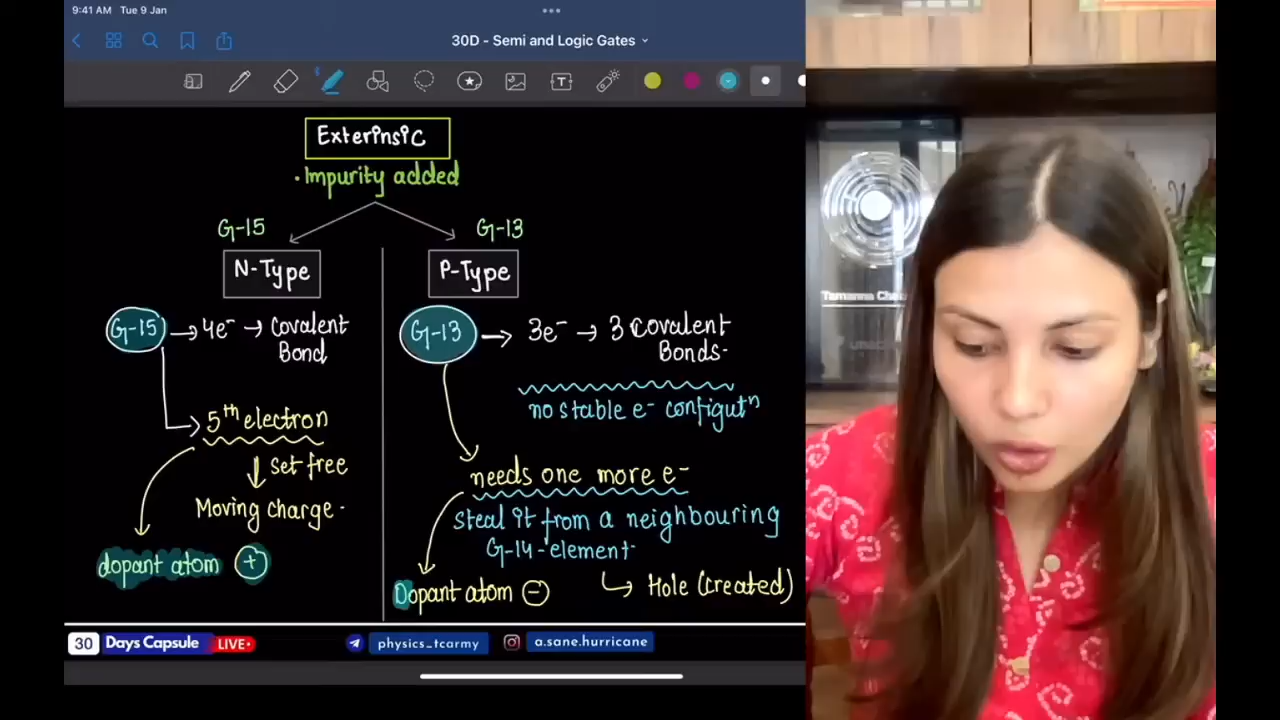 9:41 AM Tue 9 Jan
30D - Semi and Logic Gates
Exterinsic
· Impurity added
G-15
G-13
N-Type
P-Type
G-15 → 4e⁻ → Covalent
Bond
5th electron
Set free
Moving charge.
dopant atom +
G-13 → 3e⁻ → 3 Covalent
Bonds.
no stable e⁻ configutn
needs one more e⁻
steal it from a neighbouring
G-14-element.
Hole (created)
Dopant atom −
30 Days Capsule LIVE
physics_tcarmy
a.sane.hurricane
Tamanna